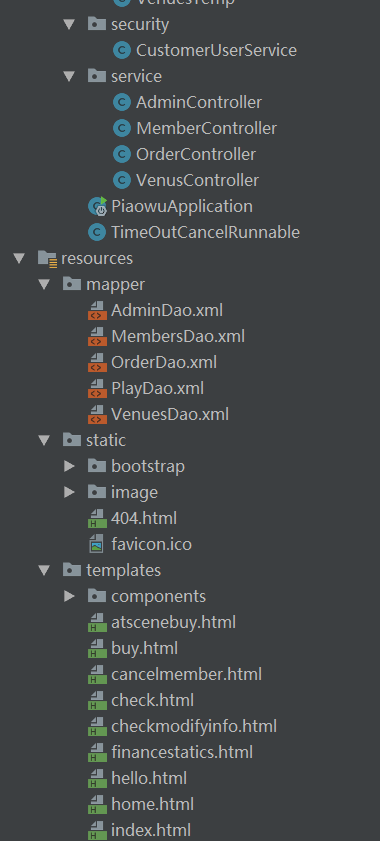 VenuesTemp
security
CustomerUserService
service
AdminController
MemberController
OrderController
VenusController
PiaowuApplication
TimeOutCancelRunnable
resources
mapper
AdminDao.xml
MembersDao.xml
OrderDao.xml
PlayDao.xml
VenuesDao.xml
static
bootstrap
image
404.html
favicon.ico
templates
components
atscenebuy.html
buy.html
cancelmember.html
check.html
checkmodifyinfo.html
financestatics.html
hello.html
home.html
index.html